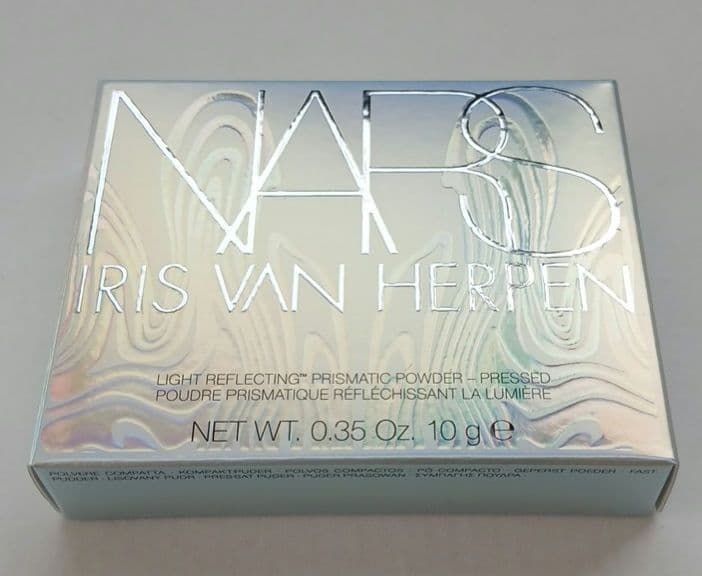 NARS
IRIS VAN HERPEN
LIGHT REFLECTING™ PRISMATIC POWDER – PRESSED
POUDRE PRISMATIQUE RÉFLÉCHISSANT LA LUMIÈRE
NET WT. 0.35 Oz. 10 g ℮
POLVERE COMPATTA · KOMPAKTPUDER · POLVOS COMPACTOS · PÓ COMPACTO · GEPERST POEDER · FAST
PUDDER · LISOVANÝ PUDR · PRESSAT PUDER · PUDER PRASOWANY · ΣΥΜΠΑΓΗΣ ΠΟΥΔΡΑ ·